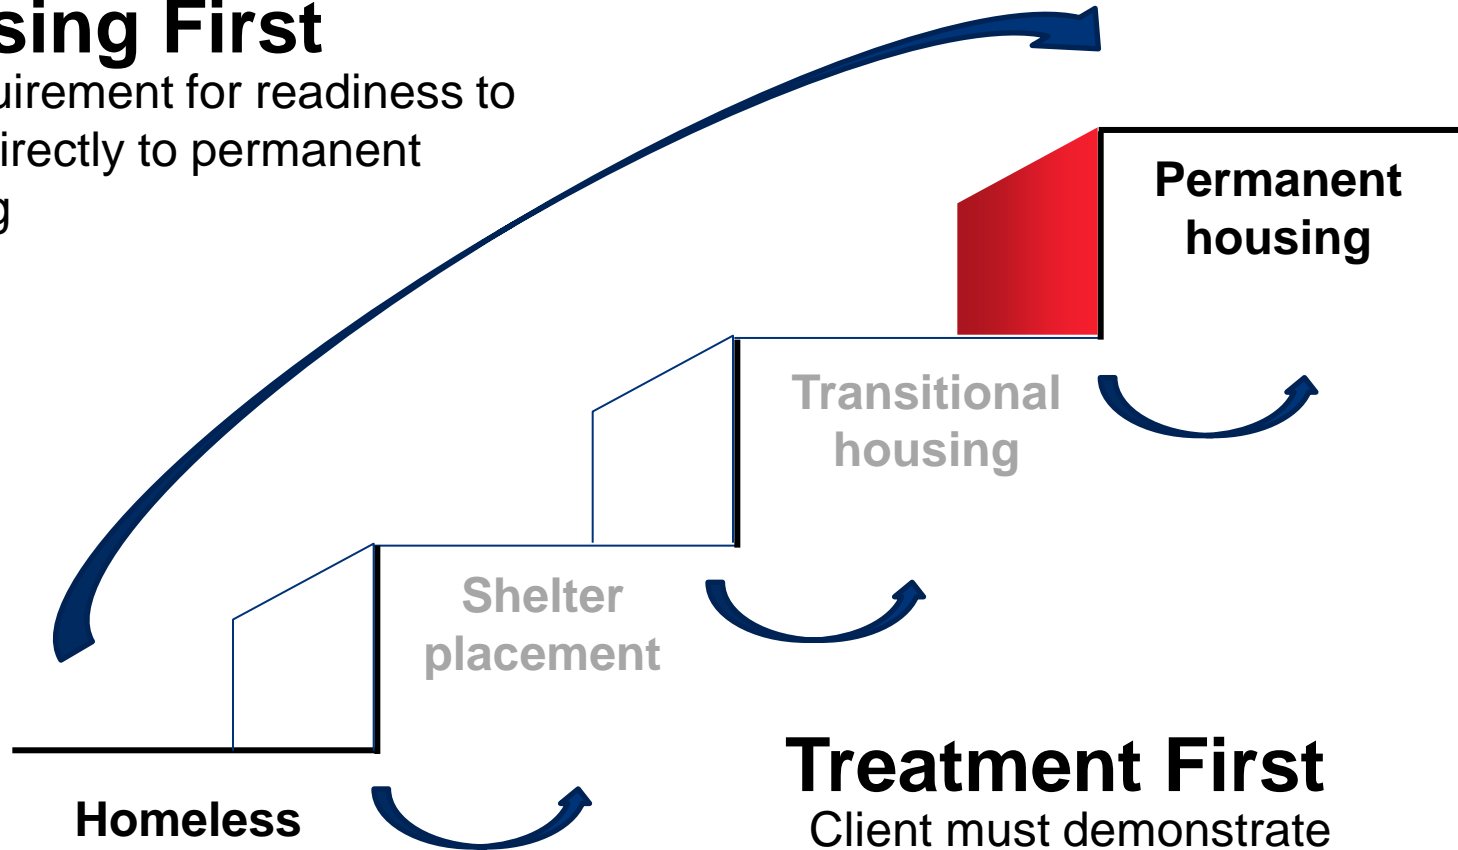 sing First
uirement for readiness to
irectly to permanent
g
Permanent
housing
Transitional
housing
Shelter
placement
Homeless
Treatment First
Client must demonstrate